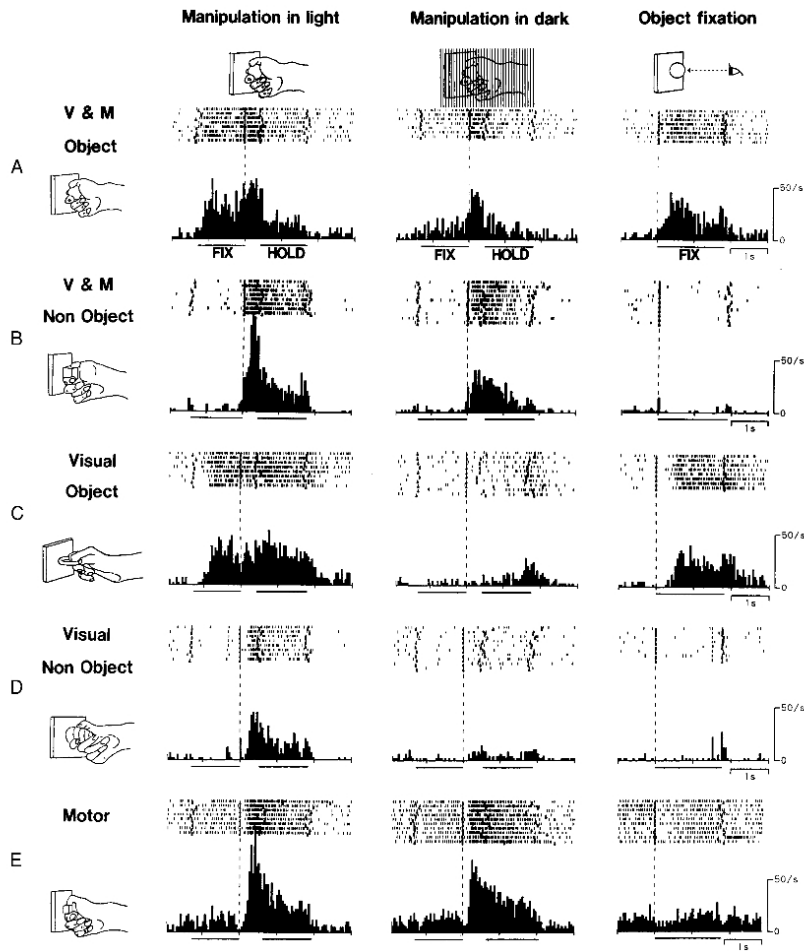 Manipulation in light Manipulation in dark Object fixation
V & M
Object
A
50/s
0
FIX HOLD FIX HOLD FIX 1s
V & M
Non Object
B
50/s
0
1s
Visual
Object
C
50/s
0
1s
Visual
Non Object
D
50/s
0
1s
Motor
E
50/s
0
1s